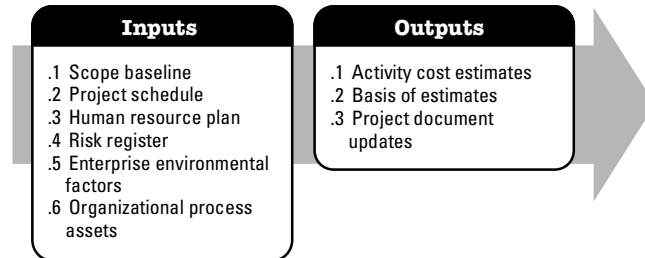 Inputs
.1 Scope baseline
.2 Project schedule
.3 Human resource plan
.4 Risk register
.5 Enterprise environmental
factors
.6 Organizational process
assets
Outputs
.1 Activity cost estimates
.2 Basis of estimates
.3 Project document
updates